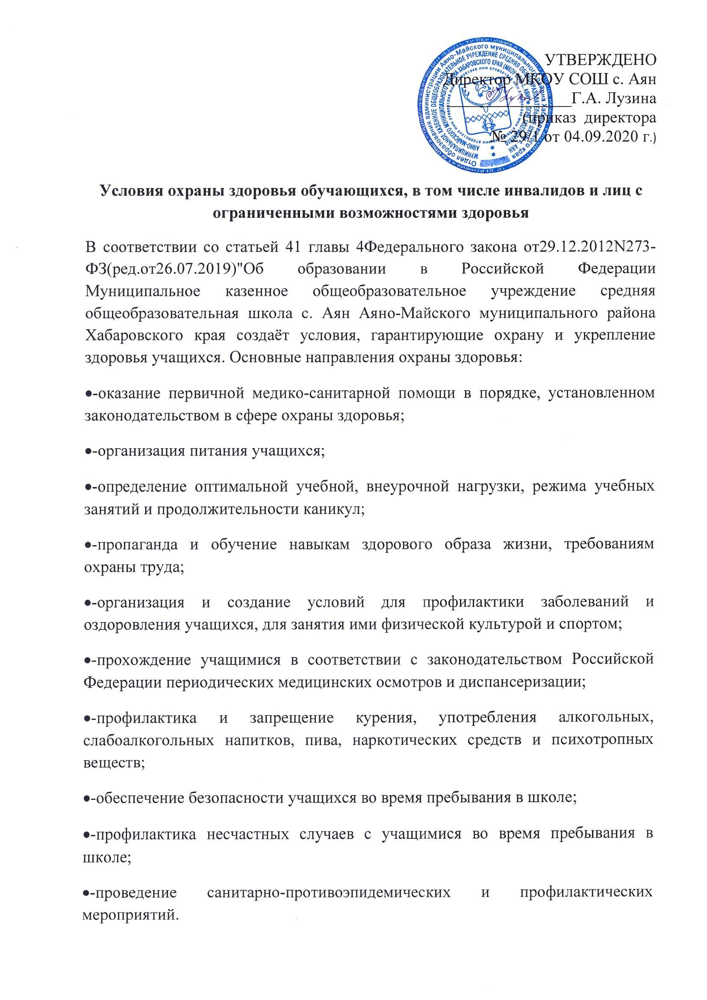 УТВЕРЖДЕНО
Директор МКОУ СОШ с. Аян
Г.А. Лузина
(приказ директора
№ 29/1 от 04.09.2020 г.)
Условия охраны здоровья обучающихся, в том числе инвалидов и лиц с
ограниченными возможностями здоровья
В соответствии со статьей 41 главы 4Федерального закона от29.12.2012N273-
ФЗ(ред.от26.07.2019)"Об образовании в Российской Федерации
Муниципальное казенное общеобразовательное учреждение средняя
общеобразовательная школа с. Аян Аяно-Майского муниципального района
Хабаровского края создаёт условия, гарантирующие охрану и укрепление
здоровья учащихся. Основные направления охраны здоровья:
•-оказание первичной медико-санитарной помощи в порядке, установленном
законодательством в сфере охраны здоровья;
•-организация питания учащихся;
•-определение оптимальной учебной, внеурочной нагрузки, режима учебных
занятий и продолжительности каникул;
•-пропаганда и обучение навыкам здорового образа жизни, требованиям
охраны труда;
•-организация и создание условий для профилактики заболеваний и
оздоровления учащихся, для занятия ими физической культурой и спортом;
•-прохождение учащимися в соответствии с законодательством Российской
Федерации периодических медицинских осмотров и диспансеризации;
•-профилактика и запрещение курения, употребления алкогольных,
слабоалкогольных напитков, пива, наркотических средств и психотропных
веществ;
•-обеспечение безопасности учащихся во время пребывания в школе;
•-профилактика несчастных случаев с учащимися во время пребывания в
школе;
•-проведение санитарно-противоэпидемических и профилактических
мероприятий.